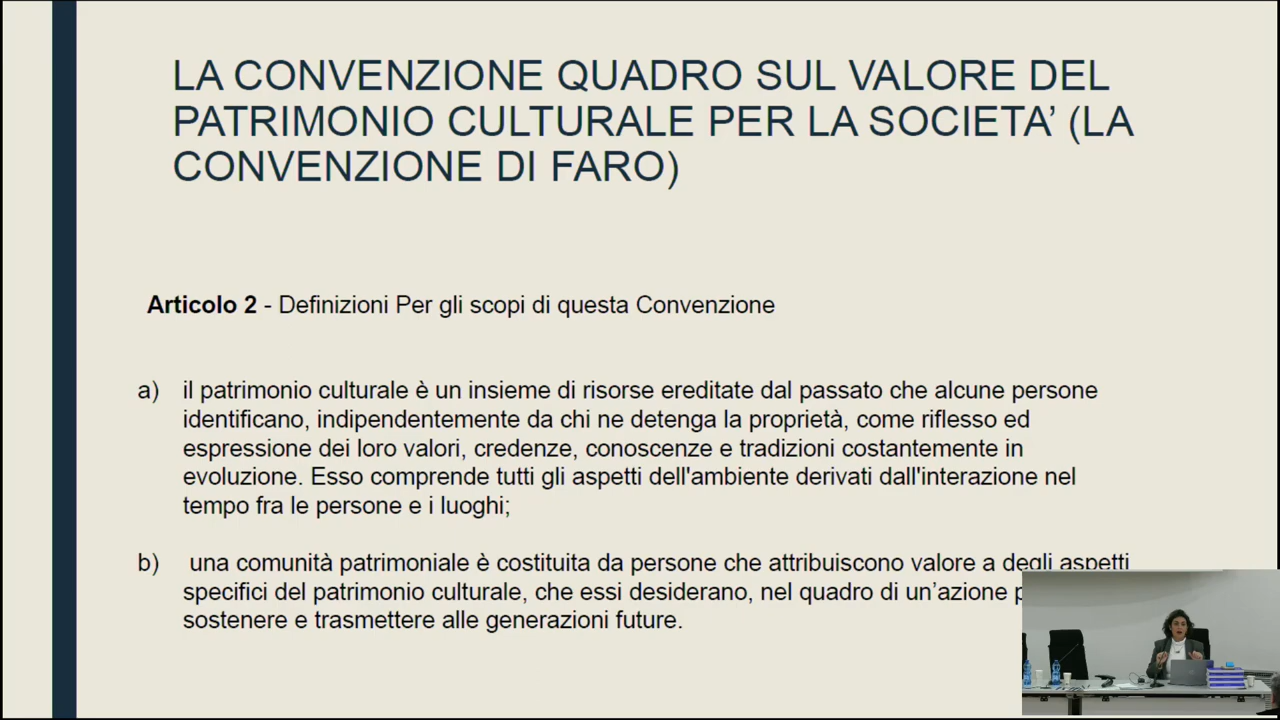 LA CONVENZIONE QUADRO SUL VALORE DEL
PATRIMONIO CULTURALE PER LA SOCIETA’ (LA
CONVENZIONE DI FARO)
Articolo 2 - Definizioni Per gli scopi di questa Convenzione
a) il patrimonio culturale è un insieme di risorse ereditate dal passato che alcune persone
identificano, indipendentemente da chi ne detenga la proprietà, come riflesso ed
espressione dei loro valori, credenze, conoscenze e tradizioni costantemente in
evoluzione. Esso comprende tutti gli aspetti dell'ambiente derivati dall'interazione nel
tempo fra le persone e i luoghi;
b) una comunità patrimoniale è costituita da persone che attribuiscono valore a degli aspetti
specifici del patrimonio culturale, che essi desiderano, nel quadro di un’azione
sostenere e trasmettere alle generazioni future.